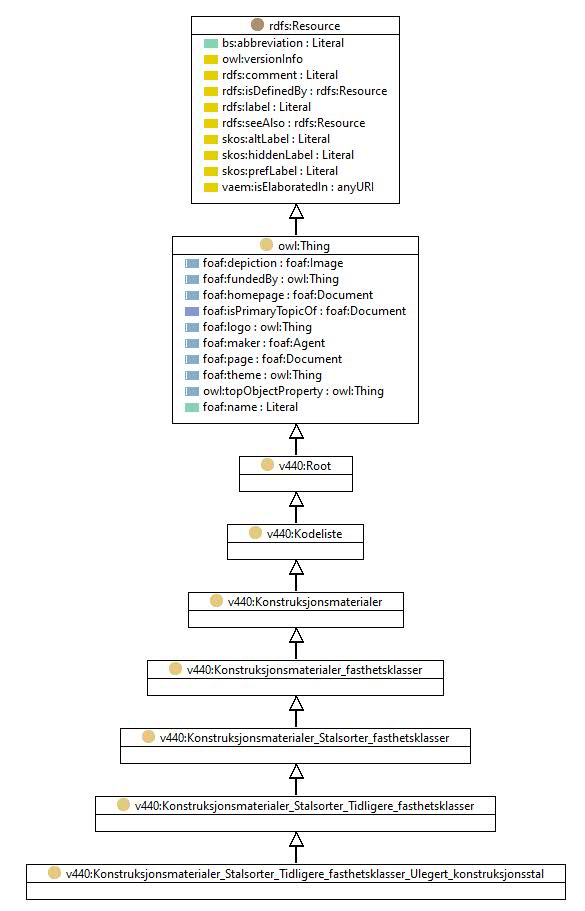 rdfs:Resource
bs:abbreviation : Literal
owl:versionInfo
rdfs:comment : Literal
rdfs:isDefinedBy : rdfs:Resource
rdfs:label : Literal
rdfs:seeAlso : rdfs:Resource
skos:altLabel : Literal
skos:hiddenLabel : Literal
skos:prefLabel : Literal
vaem:isElaboratedIn : anyURI
owl:Thing
foaf:depiction : foaf:Image
foaf:fundedBy : owl:Thing
foaf:homepage : foaf:Document
foaf:isPrimaryTopicOf : foaf:Document
foaf:logo : owl:Thing
foaf:maker : foaf:Agent
foaf:page : foaf:Document
foaf:theme : owl:Thing
owl:topObjectProperty : owl:Thing
foaf:name : Literal
v440:Root
v440:Kodeliste
v440:Konstruksjonsmaterialer
v440:Konstruksjonsmaterialer_fasthetsklasser
v440:Konstruksjonsmaterialer_Stalsorter_fasthetsklasser
v440:Konstruksjonsmaterialer_Stalsorter_Tidligere_fasthetsklasser
v440:Konstruksjonsmaterialer_Stalsorter_Tidligere_fasthetsklasser_Ulegert_konstruksjonsstal